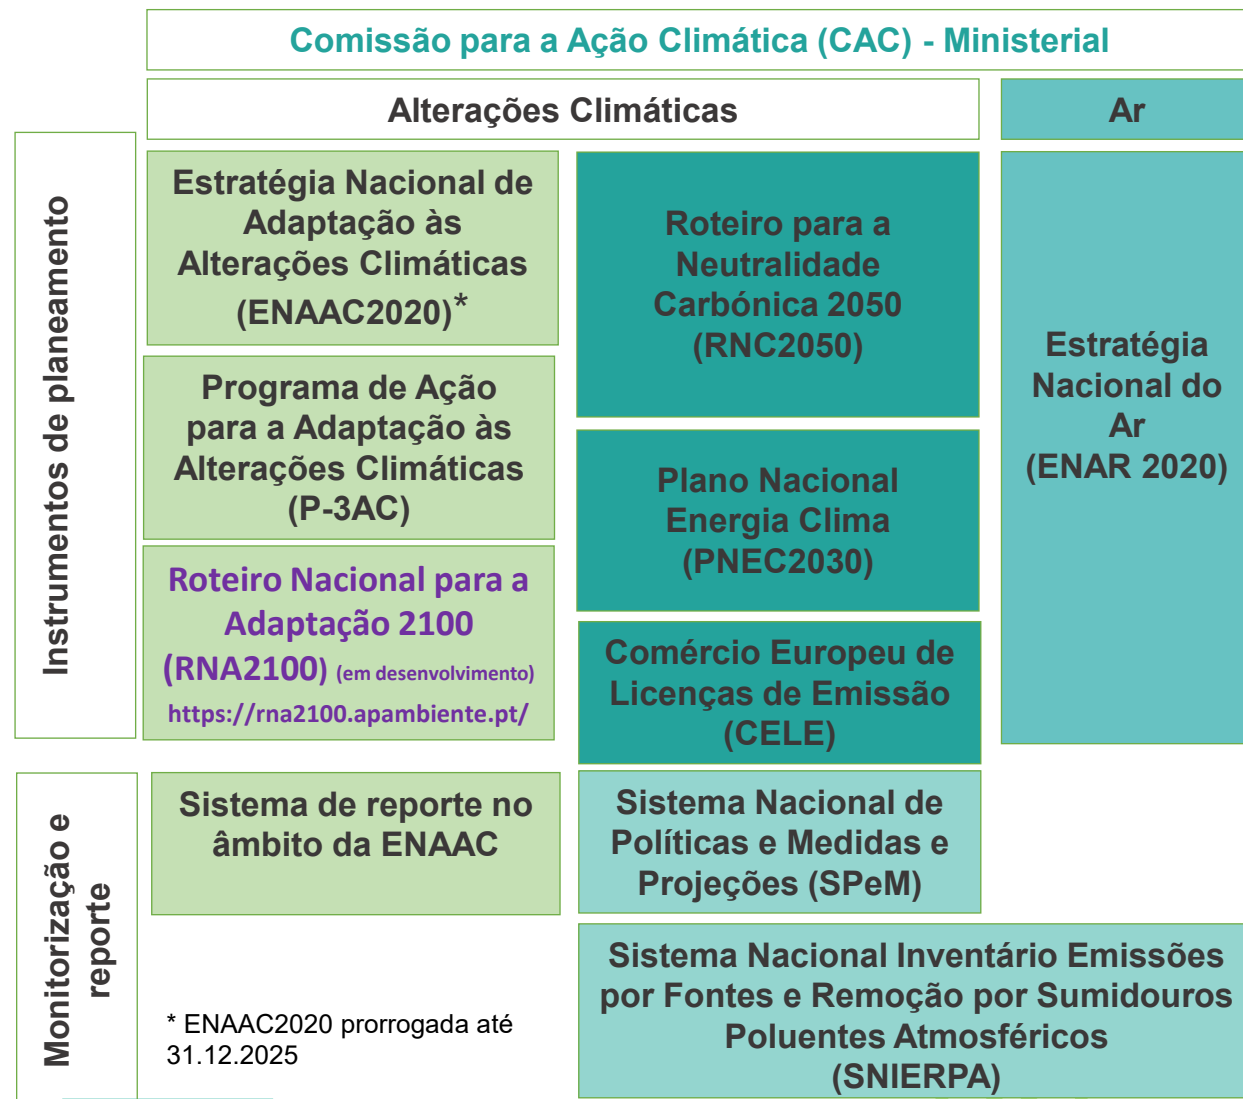 Comissão para a Ação Climática (CAC) - Ministerial
Alterações Climáticas
Ar
Instrumentos de planeamento
Estratégia Nacional de
Adaptação às
Alterações Climáticas
(ENAAC2020)*
Programa de Ação
para a Adaptação às
Alterações Climáticas
(P-3AC)
Roteiro Nacional para a
Adaptação 2100
(RNA2100) (em desenvolvimento)
https://rna2100.apambiente.pt/
Roteiro para a
Neutralidade
Carbónica 2050
(RNC2050)
Plano Nacional
Energia Clima
(PNEC2030)
Comércio Europeu de
Licenças de Emissão
(CELE)
Estratégia
Nacional do
Ar
(ENAR 2020)
Monitorização e
reporte
Sistema de reporte no
âmbito da ENAAC
Sistema Nacional de
Políticas e Medidas e
Projeções (SPeM)
Sistema Nacional Inventário Emissões
por Fontes e Remoção por Sumidouros
Poluentes Atmosféricos
(SNIERPA)
* ENAAC2020 prorrogada até
31.12.2025